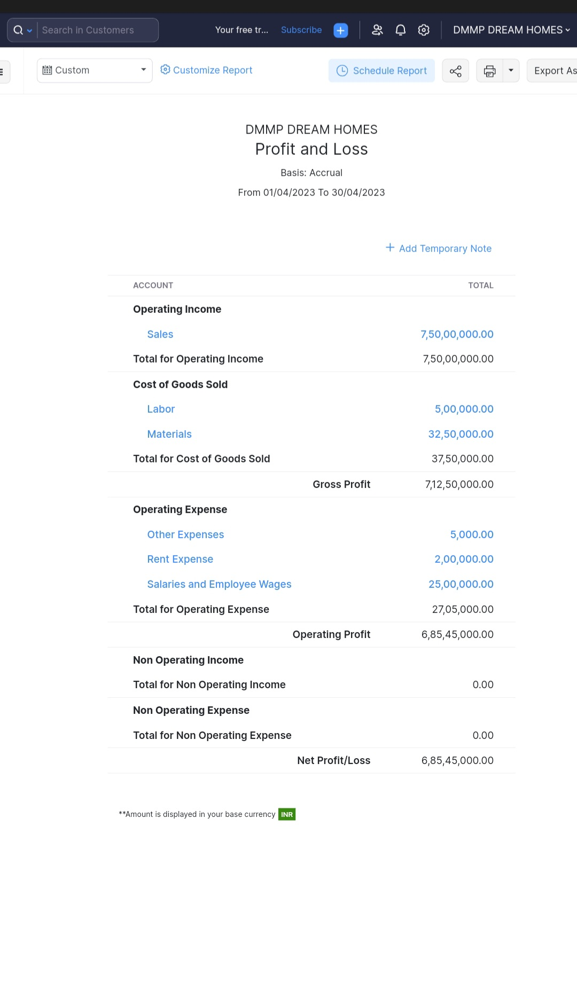 Search in Customers
Your free tr... Subscribe
DMMP DREAM HOMES
Custom
Customize Report
Schedule Report
Export As
DMMP DREAM HOMES
Profit and Loss
Basis: Accrual
From 01/04/2023 To 30/04/2023
+ Add Temporary Note
ACCOUNT TOTAL
Operating Income
Sales 7,50,00,000.00
Total for Operating Income 7,50,00,000.00
Cost of Goods Sold
Labor 5,00,000.00
Materials 32,50,000.00
Total for Cost of Goods Sold 37,50,000.00
Gross Profit 7,12,50,000.00
Operating Expense
Other Expenses 5,000.00
Rent Expense 2,00,000.00
Salaries and Employee Wages 25,00,000.00
Total for Operating Expense 27,05,000.00
Operating Profit 6,85,45,000.00
Non Operating Income
Total for Non Operating Income 0.00
Non Operating Expense
Total for Non Operating Expense 0.00
Net Profit/Loss 6,85,45,000.00
**Amount is displayed in your base currency INR